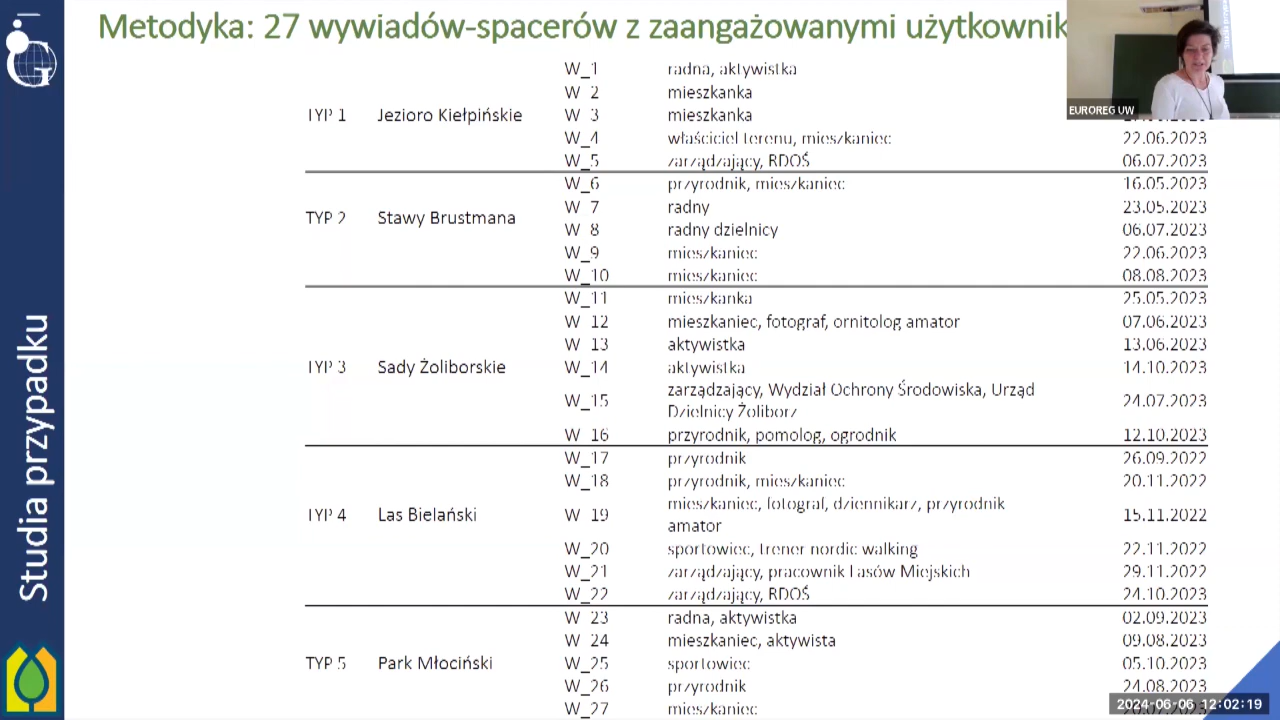 Metodyka: 27 wywiadów-spacerów z zaangażowanymi użytkownik
EUROREG UW
Studia przypadku
W_1 radna, aktywistka
W_2 mieszkanka
TYP 1 Jezioro Kiełpińskie W_3 mieszkanka
W_4 właściciel terenu, mieszkaniec 22.06.2023
W_5 zarządzający, RDOŚ 06.07.2023
W_6 przyrodnik, mieszkaniec 16.05.2023
W_7 radny 23.05.2023
TYP 2 Stawy Brustmana W_8 radny dzielnicy 06.07.2023
W_9 mieszkaniec 22.06.2023
W_10 mieszkaniec 08.08.2023
W_11 mieszkanka 25.05.2023
W_12 mieszkaniec, fotograf, ornitolog amator 07.06.2023
W_13 aktywistka 13.06.2023
TYP 3 Sady Żoliborskie W_14 aktywistka 14.10.2023
W_15 zarządzający, Wydział Ochrony Środowiska, Urząd
Dzielnicy Żoliborz 24.07.2023
W_16 przyrodnik, pomolog, ogrodnik 12.10.2023
W_17 przyrodnik 26.09.2022
W_18 przyrodnik, mieszkaniec 20.11.2022
TYP 4 Las Bielański W_19 mieszkaniec, fotograf, dziennikarz, przyrodnik
amator 15.11.2022
W_20 sportowiec, trener nordic walking 22.11.2022
W_21 zarządzający, pracownik Lasów Miejskich 29.11.2022
W_22 zarządzający, RDOŚ 24.10.2023
W_23 radna, aktywistka 02.09.2023
W_24 mieszkaniec, aktywista 09.08.2023
TYP 5 Park Młociński W_25 sportowiec 05.10.2023
W_26 przyrodnik 24.08.2023
W_27 mieszkaniec
2024-06-06 12:02:19